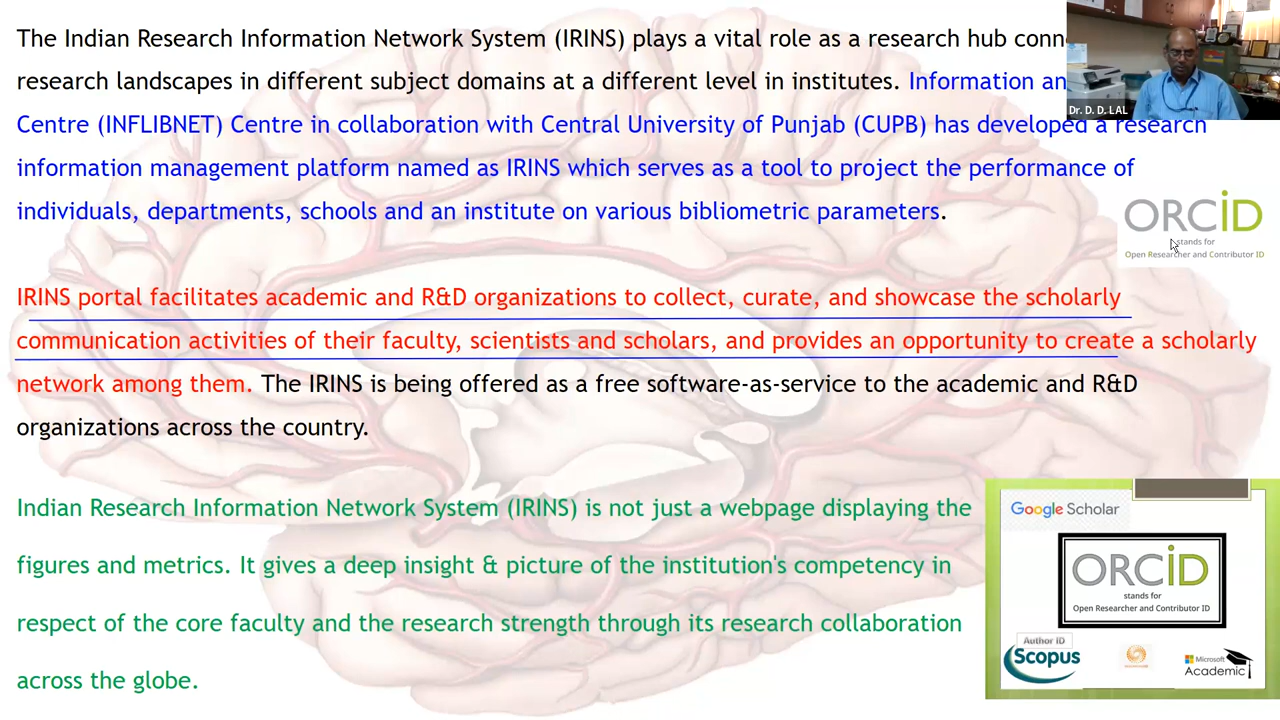 The Indian Research Information Network System (IRINS) plays a vital role as a research hub
research landscapes in different subject domains at a different level in institutes. Information
Centre (INFLIBNET) Centre in collaboration with Central University of Punjab (CUPB) has developed a research
information management platform named as IRINS which serves as a tool to project the performance of
individuals, departments, schools and an institute on various bibliometric parameters.
Dr. D. D. LAL
ORCiD
stands for
Open Researcher and Contributor ID
IRINS portal facilitates academic and R&D organizations to collect, curate, and showcase the scholarly
communication activities of their faculty, scientists and scholars, and provides an opportunity to create a scholarly
network among them. The IRINS is being offered as a free software-as-service to the academic and R&D
organizations across the country.
Indian Research Information Network System (IRINS) is not just a webpage displaying the
figures and metrics. It gives a deep insight & picture of the institution's competency in
respect of the core faculty and the research strength through its research collaboration
across the globe.
Google Scholar
ORCiD
stands for
Open Researcher and Contributor ID
Author ID
Scopus
Microsoft
Academic